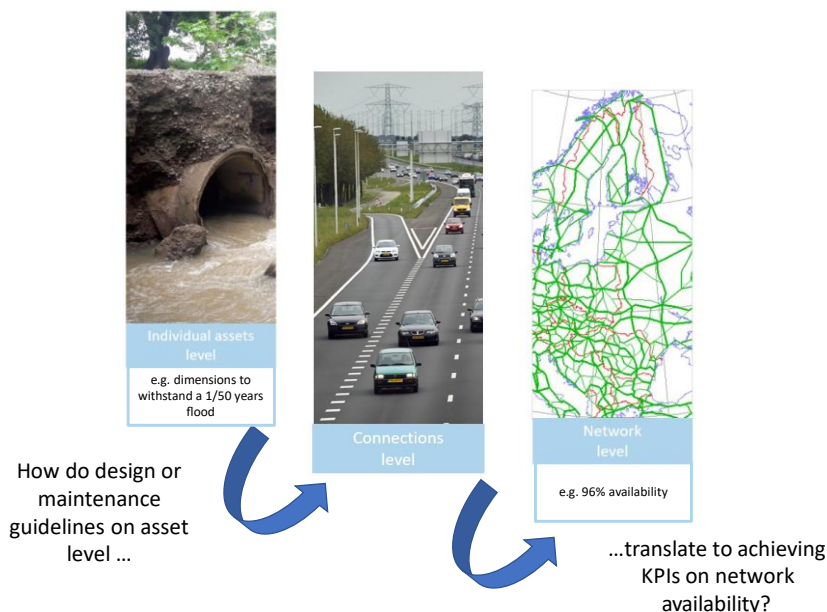 Individual assets
level
e.g. dimensions to
withstand a 1/50 years
flood
Connections
level
Network
level
e.g. 96% availability
How do design or
maintenance
guidelines on asset
level ...
...translate to achieving
KPIs on network
availability?